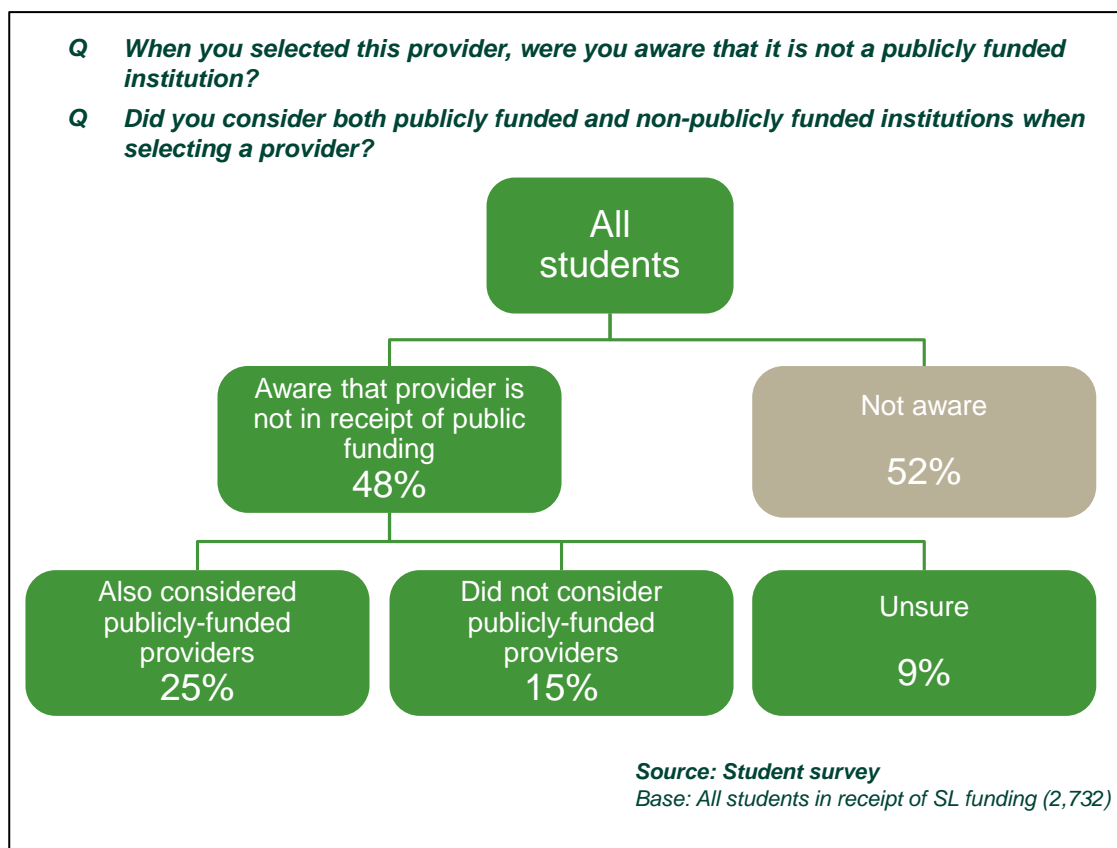 Q When you selected this provider, were you aware that it is not a publicly funded
institution?
Q Did you consider both publicly funded and non-publicly funded institutions when
selecting a provider?
All
students
Aware that provider is
not in receipt of public
funding
48%
Not aware
52%
Also considered
publicly-funded
providers
25%
Did not consider
publicly-funded
providers
15%
Unsure
9%
Source: Student survey
Base: All students in receipt of SL funding (2,732)